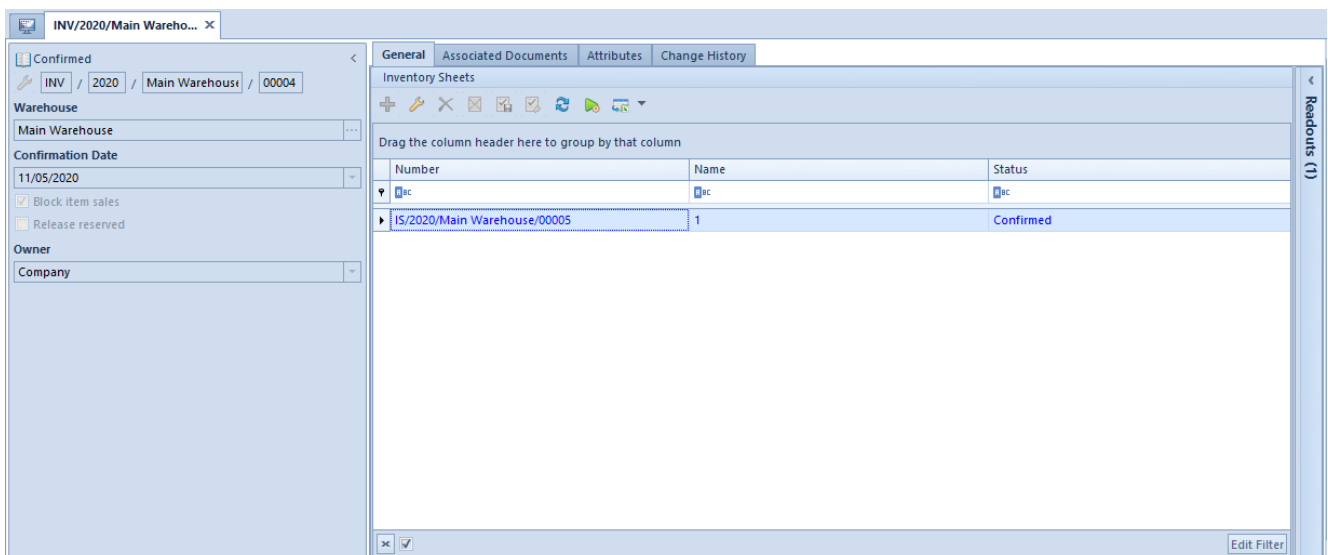 INV/2020/Main Wareho... X
Confirmed
INV / 2020 / Main Warehouse / 00004
Warehouse
Main Warehouse
Confirmation Date
11/05/2020
Block item sales
Release reserved
Owner
Company
General Associated Documents Attributes Change History
Inventory Sheets
Drag the column header here to group by that column
Number Name Status
ABC ABC ABC
IS/2020/Main Warehouse/00005 1 Confirmed
Edit Filter
Readouts (1)